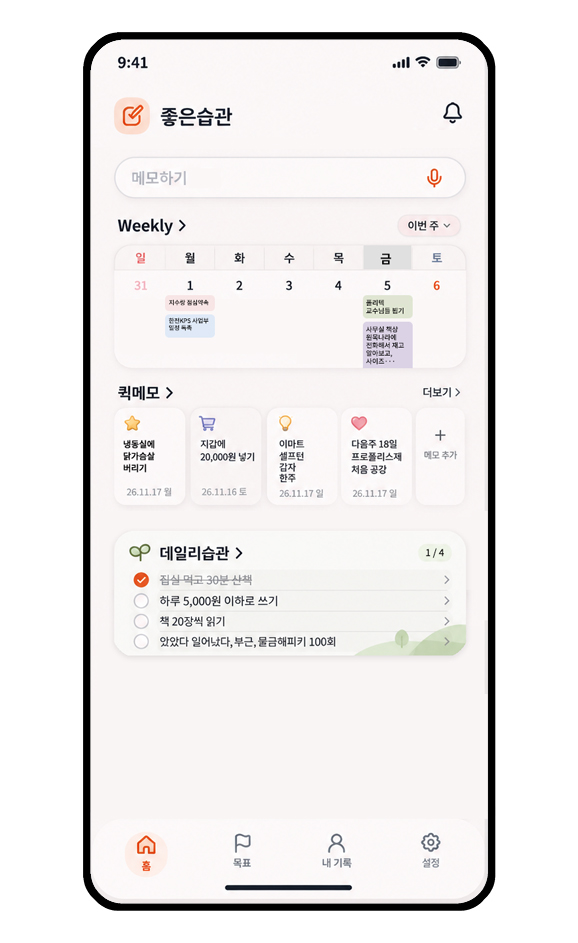 9:41
좋은습관
메모하기
Weekly >
이번 주
일 월 화 수 목 금 토
31 1 2 3 4 5 6
지수랑 점심약속
한전KPS 사업부
일정 독촉
폴리텍
교수님들 뵙기
사무실 책상
원목나라에
전화해서 재고
알아보고,
사이즈···
퀵메모 >
더보기 >
냉동실에
닭가슴살
버리기
26.11.17 월
지갑에
20,000원 넣기
26.11.16 토
이마트
셀프턴
감자
한주
26.11.17 일
다음주 18일
프로폴리스제
처음 공강
26.11.17 일
+
메모 추가
데일리습관 >
1 / 4
집실 먹고 30분 산책
하루 5,000원 이하로 쓰기
책 20장씩 읽기
앉았다 일어났다, 부근, 물금해피키 100회
홈
목표
내 기록
설정